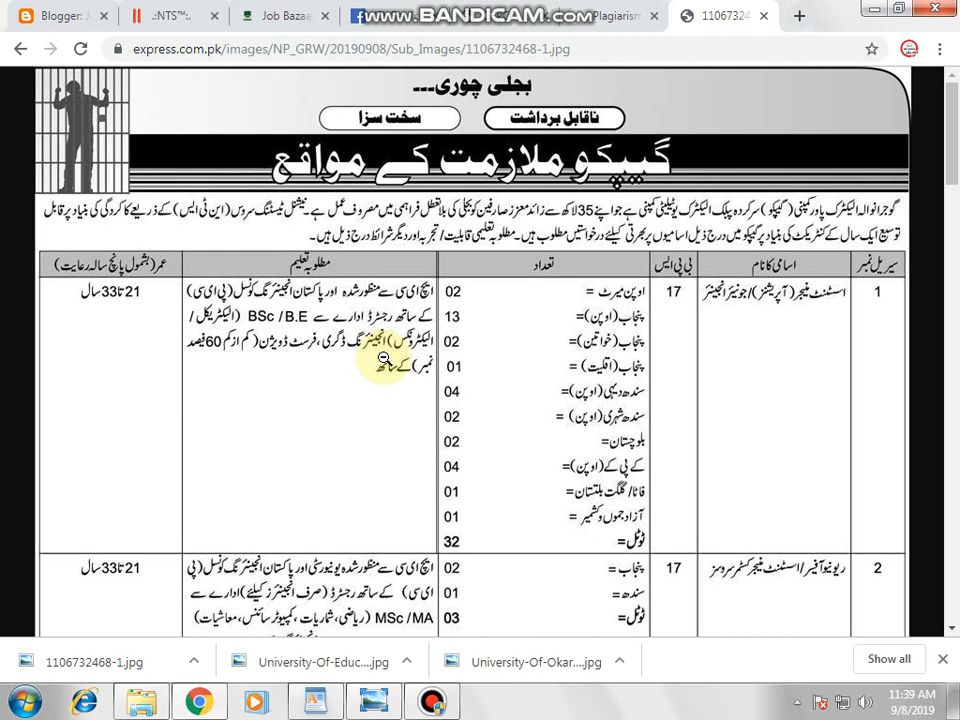 Blogger: J
.:NTS™:.
Job Bazaa
www.BANDICAM.com
Plagiarism
1106732
express.com.pk/images/NP_GRW/20190908/Sub_Images/1106732468-1.jpg
بجلی چوری۔۔۔
ناقابل برداشت
سخت سزا
گیپکو ملازمت کے مواقع
گوجرانوالہ الیکٹرک پاور کمپنی (گیپکو) سرکردہ پبلک الیکٹرک یوٹیلٹی کمپنی ہے جو اپنے 35 لاکھ سے زائد معزز صارفین کو بجلی کی بلا تعطل فراہمی میں مصروف عمل ہے۔ نیشنل ٹیسٹنگ سروس (این ٹی ایس) کے ذریعے کارکردگی کی بنیاد پر قابل
توسیع ایک سال کے کنٹریکٹ کی بنیاد پر گیپکو میں درج ذیل اسامیوں پر بھرتی کیلئے درخواستیں مطلوب ہیں۔ مطلوبہ تعلیمی قابلیت/ تجربہ اور دیگر شرائط درج ذیل ہیں۔
سیریل نمبر
اسامی کا نام
بی پی ایس
تعداد
مطلوبہ تعلیم
عمر (بشمول پانچ سالہ رعایت)
1
اسسٹنٹ منیجر (آپریشنز) / جونیئر انجینئر
17
اوپن میرٹ = 02
پنجاب (اوپن)= 13
پنجاب (خواتین)= 02
پنجاب (اقلیت) = 01
سندھ دیہی (اوپن)= 04
سندھ شہری (اوپن) = 02
بلوچستان= 02
کے پی کے (اوپن)= 04
فاٹا/ گلگت بلتستان= 01
آزاد جموں و کشمیر = 01
ٹوٹل= 32
ایچ ای سی سے منظور شدہ اور پاکستان انجینئرنگ کونسل (پی ای سی)
کے ساتھ رجسٹرڈ ادارے سے BSc / B.E (الیکٹریکل /
الیکٹرونکس) انجینئرنگ ڈگری، فرسٹ ڈویژن (کم از کم 60 فیصد
نمبر) کے ساتھ
21 تا 33 سال
2
ریونیو آفیسر/ اسسٹنٹ منیجر کسٹمر سروسز
17
پنجاب = 02
سندھ= 01
ٹوٹل= 03
ایچ ای سی سے منظور شدہ یونیورسٹی اور پاکستان انجینئرنگ کونسل (پی
ای سی) کے ساتھ رجسٹرڈ (صرف انجینئرز کیلئے) ادارے سے
MSc / MA (ریاضی، شماریات، کمپیوٹر سائنس، معاشیات)
21 تا 33 سال
1106732468-1.jpg
University-Of-Educ....jpg
University-Of-Okar....jpg
Show all
11:39 AM
9/8/2019